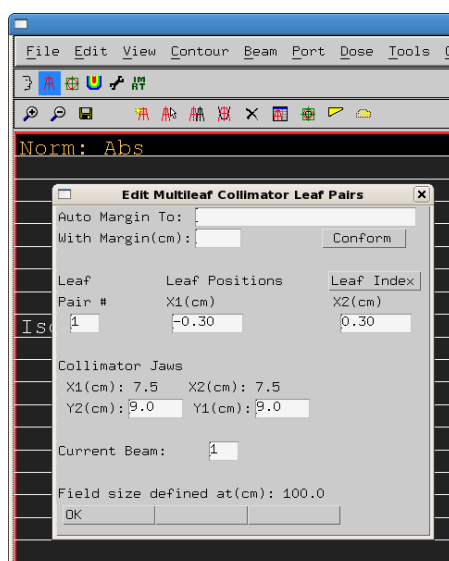 File Edit View Contour Beam Port Dose Tools
IM
RT
Norm: Abs
Edit Multileaf Collimator Leaf Pairs
Auto Margin To:
With Margin(cm): Conform
Leaf Leaf Positions Leaf Index
Pair # X1(cm) X2(cm)
1 -0.30 0.30
Iso
Collimator Jaws
X1(cm): 7.5 X2(cm): 7.5
Y2(cm): 9.0 Y1(cm): 9.0
Current Beam: 1
Field size defined at(cm): 100.0
OK